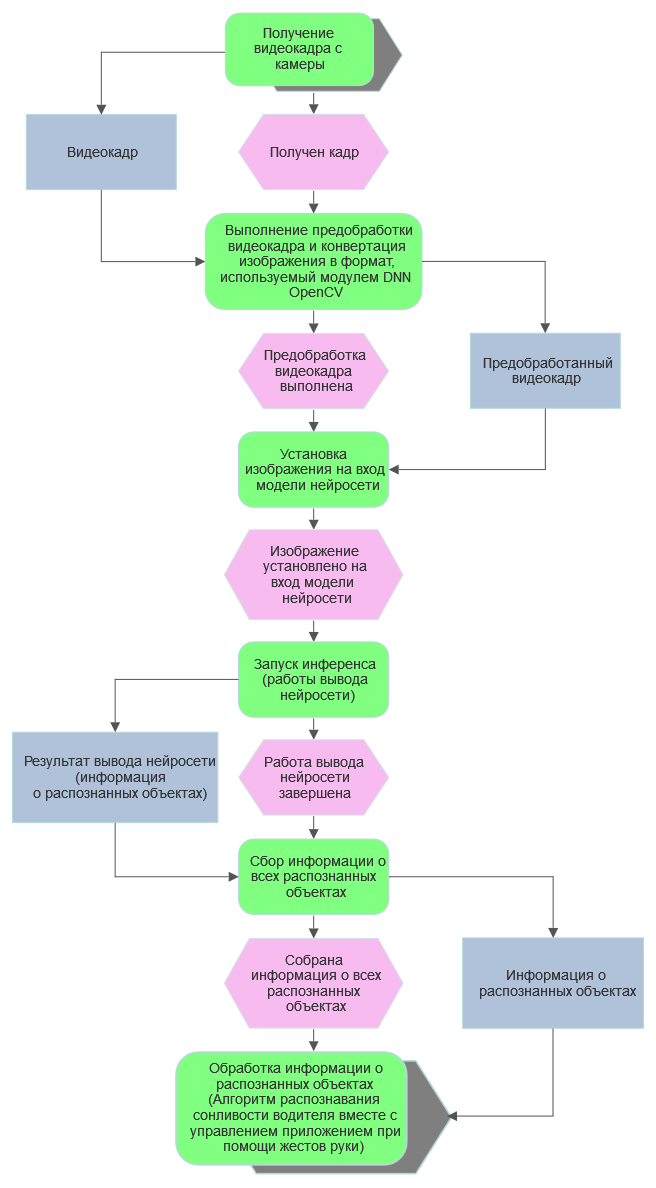 Получение
видеокадра с
камеры
Видеокадр
Получен кадр
Выполнение предобработки
видеокадра и конвертация
изображения в формат,
используемый модулем DNN
OpenCV
Предобработка
видеокадра
выполнена
Предобработанный
видеокадр
Установка
изображения на вход
модели нейросети
Изображение
установлено на
вход модели
нейросети
Запуск инференса
(работы вывода
нейросети)
Результат вывода нейросети
(информация
о распознанных объектах)
Работа вывода
нейросети
завершена
Сбор информации о
всех распознанных
объектах
Собрана
информация о всех
распознанных
объектах
Информация о
распознанных объектах
Обработка информации о
распознанных объектах
(Алгоритм распознавания
сонливости водителя вместе с
управлением приложением при
помощи жестов руки)